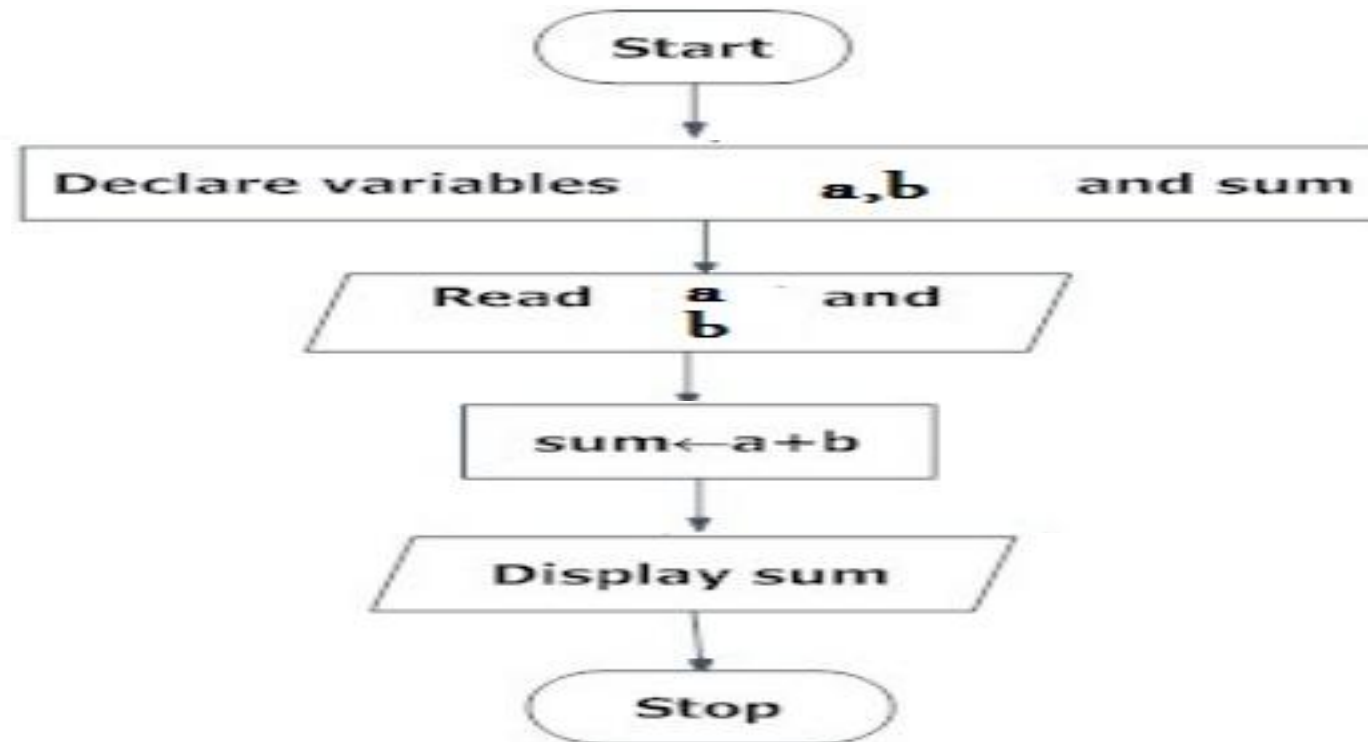 Start
Declare variables a,b and sum
Read a and
b
sum←a+b
Display sum
Stop